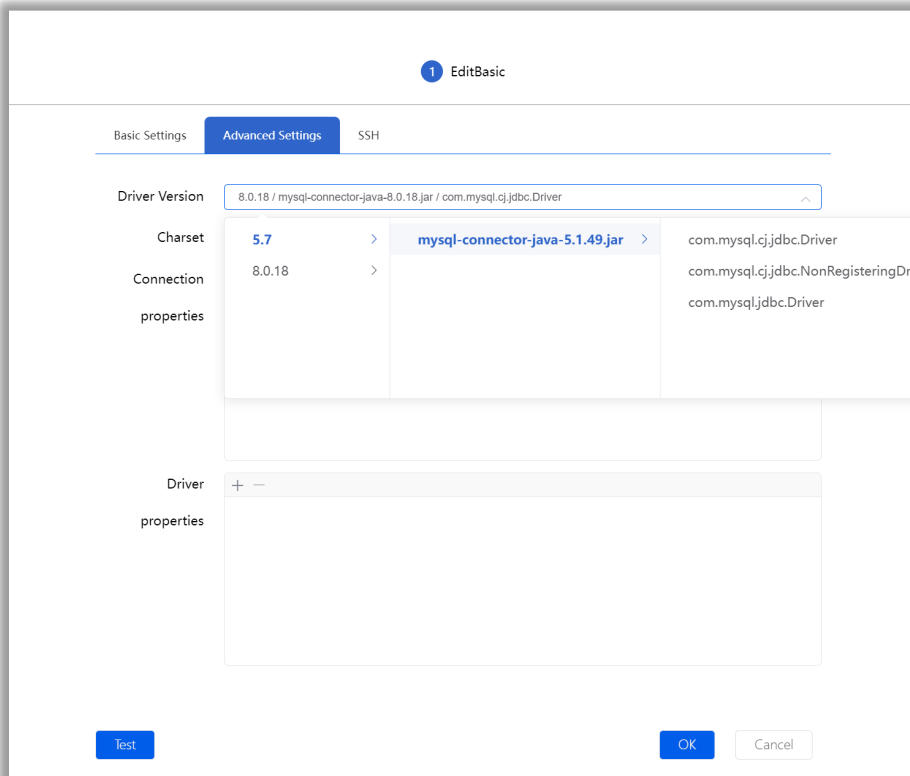 1 EditBasic
Basic Settings Advanced Settings SSH
Driver Version 8.0.18 / mysql-connector-java-8.0.18.jar / com.mysql.cj.jdbc.Driver
Charset 5.7 mysql-connector-java-5.1.49.jar com.mysql.cj.jdbc.Driver
Connection 8.0.18 com.mysql.cj.jdbc.NonRegisteringDr
properties com.mysql.jdbc.Driver
Driver
properties
Test OK Cancel